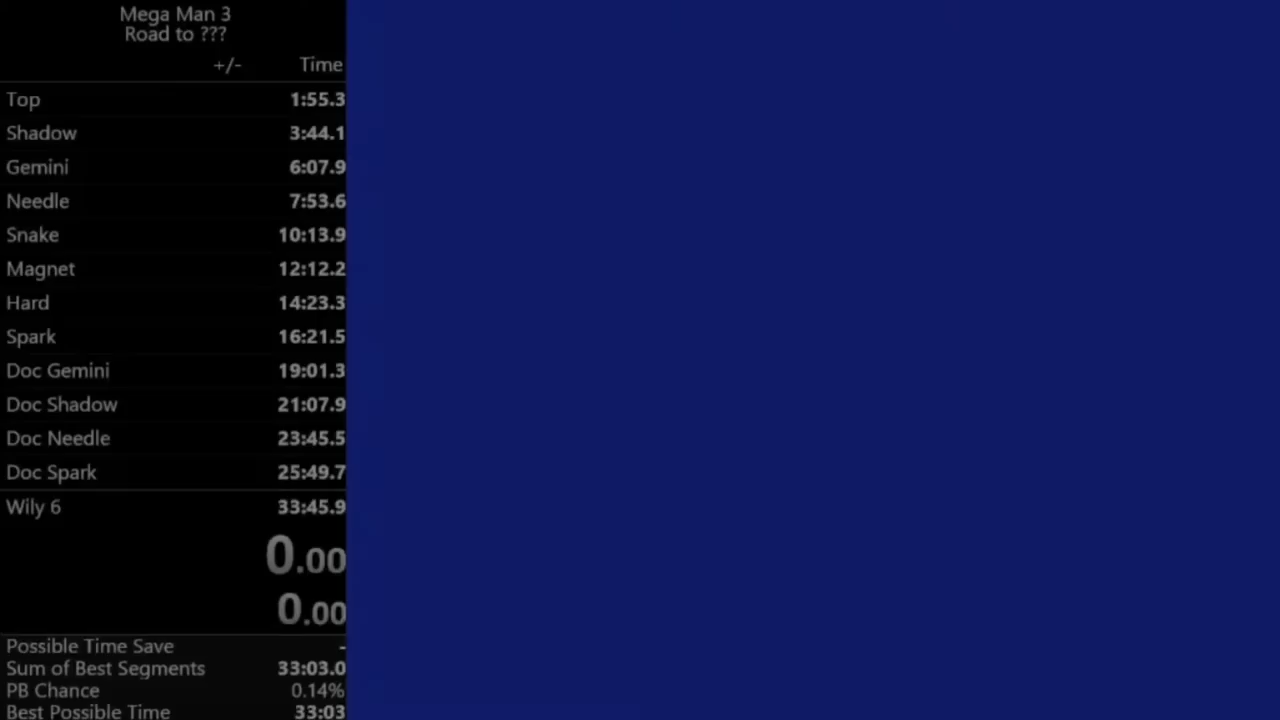 Mega Man 3
Road to ???
+/- Time
Top 1:55.3
Shadow 3:44.1
Gemini 6:07.9
Needle 7:53.6
Snake 10:13.9
Magnet 12:12.2
Hard 14:23.3
Spark 16:21.5
Doc Gemini 19:01.3
Doc Shadow 21:07.9
Doc Needle 23:45.5
Doc Spark 25:49.7
Wily 6 33:45.9
0.00
0.00
Possible Time Save -
Sum of Best Segments 33:03.0
PB Chance 0.14%
Best Possible Time 33:03